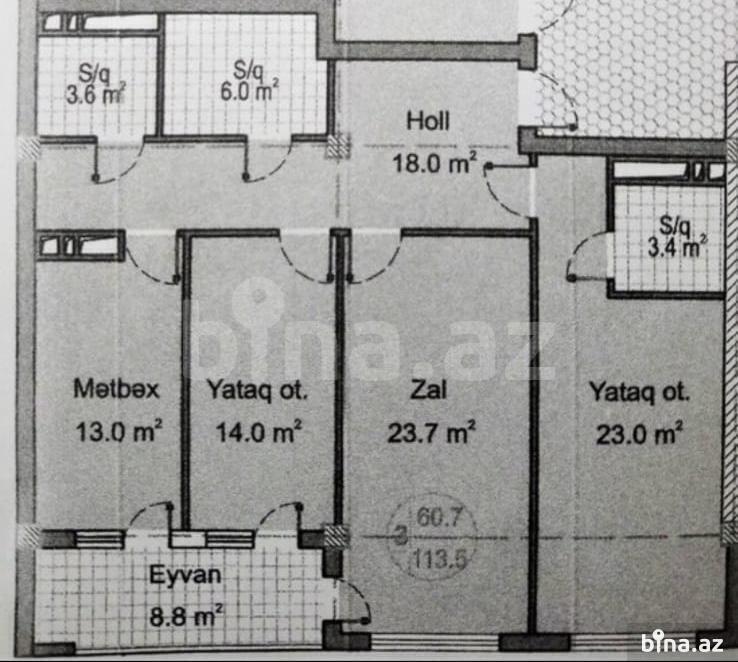 S/q
3.6 m²
S/q
6.0 m²
Holl
18.0 m²
S/q
3.4 m²
bina.az
Mətbəx
13.0 m²
Yataq ot.
14.0 m²
Zal
23.7 m²
Yataq ot.
23.0 m²
3
60.7
113.5
Eyvan
8.8 m²
bina.az